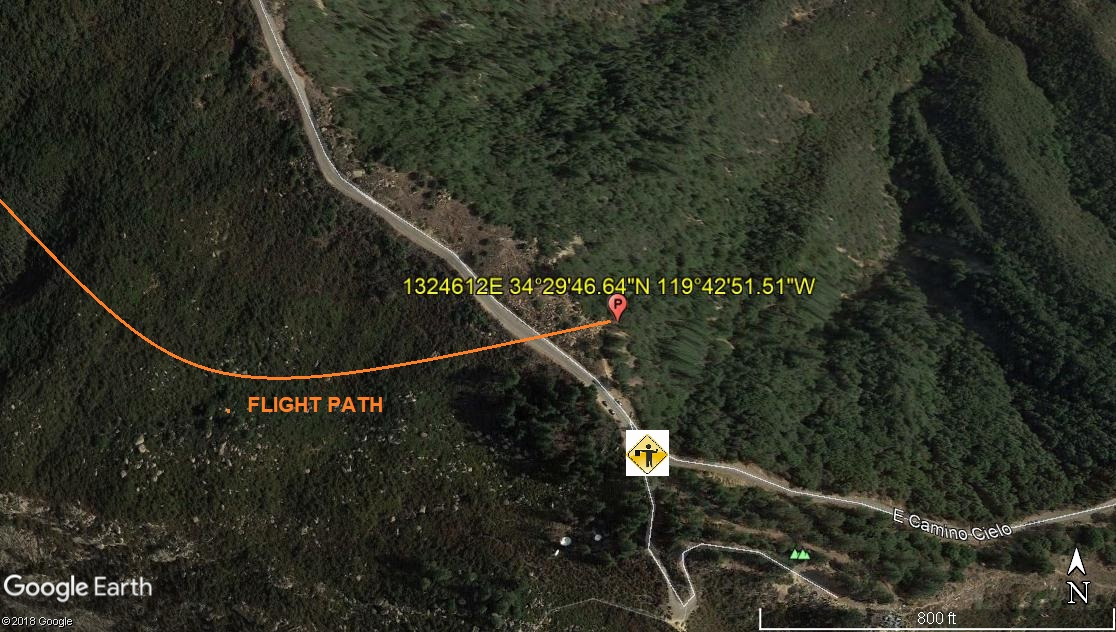 1324612E 34°29'46.64"N 119°42'51.51"W
P
FLIGHT PATH
E Camino Cielo
Google Earth
N
©2018 Google
800 ft